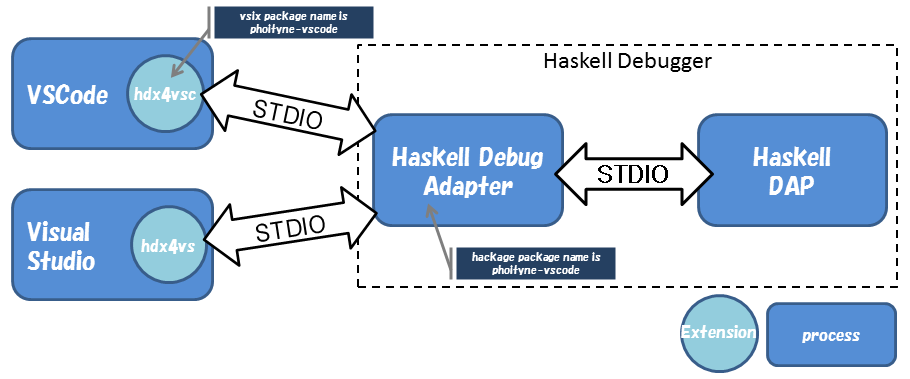 vsix package name is
phoityne-vscode
Haskell Debugger
VSCode
hdx4vsc
STDIO
Haskell Debug
Adapter
STDIO
Haskell
DAP
Visual
Studio
hdx4vs
STDIO
hackage package name is
phoityne-vscode
Extension
process